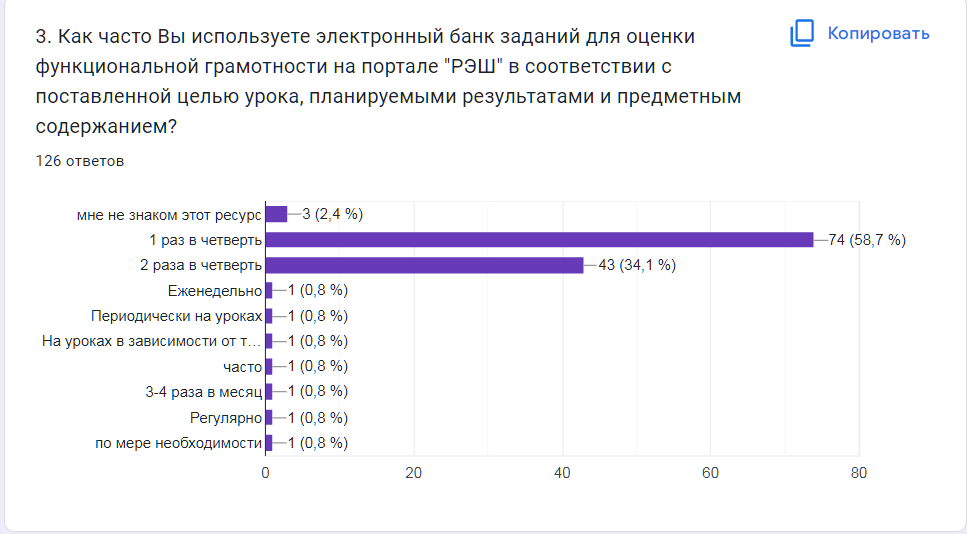 3. Как часто Вы используете электронный банк заданий для оценки
функциональной грамотности на портале "РЭШ" в соответствии с
поставленной целью урока, планируемыми результатами и предметным
содержанием?
Копировать
126 ответов
мне не знаком этот ресурс 3 (2,4 %)
1 раз в четверть 74 (58,7 %)
2 раза в четверть 43 (34,1 %)
Еженедельно 1 (0,8 %)
Периодически на уроках 1 (0,8 %)
На уроках в зависимости от т… 1 (0,8 %)
часто 1 (0,8 %)
3-4 раза в месяц 1 (0,8 %)
Регулярно 1 (0,8 %)
по мере необходимости 1 (0,8 %)
0 20 40 60 80